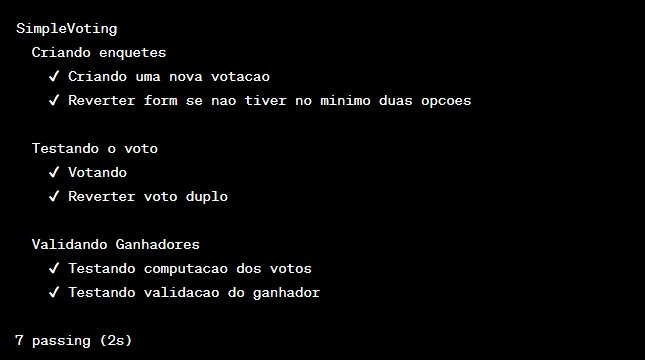 SimpleVoting
Criando enquetes
✓ Criando uma nova votacao
✓ Reverter form se nao tiver no minimo duas opcoes
Testando o voto
✓ Votando
✓ Reverter voto duplo
Validando Ganhadores
✓ Testando computacao dos votos
✓ Testando validacao do ganhador
7 passing (2s)